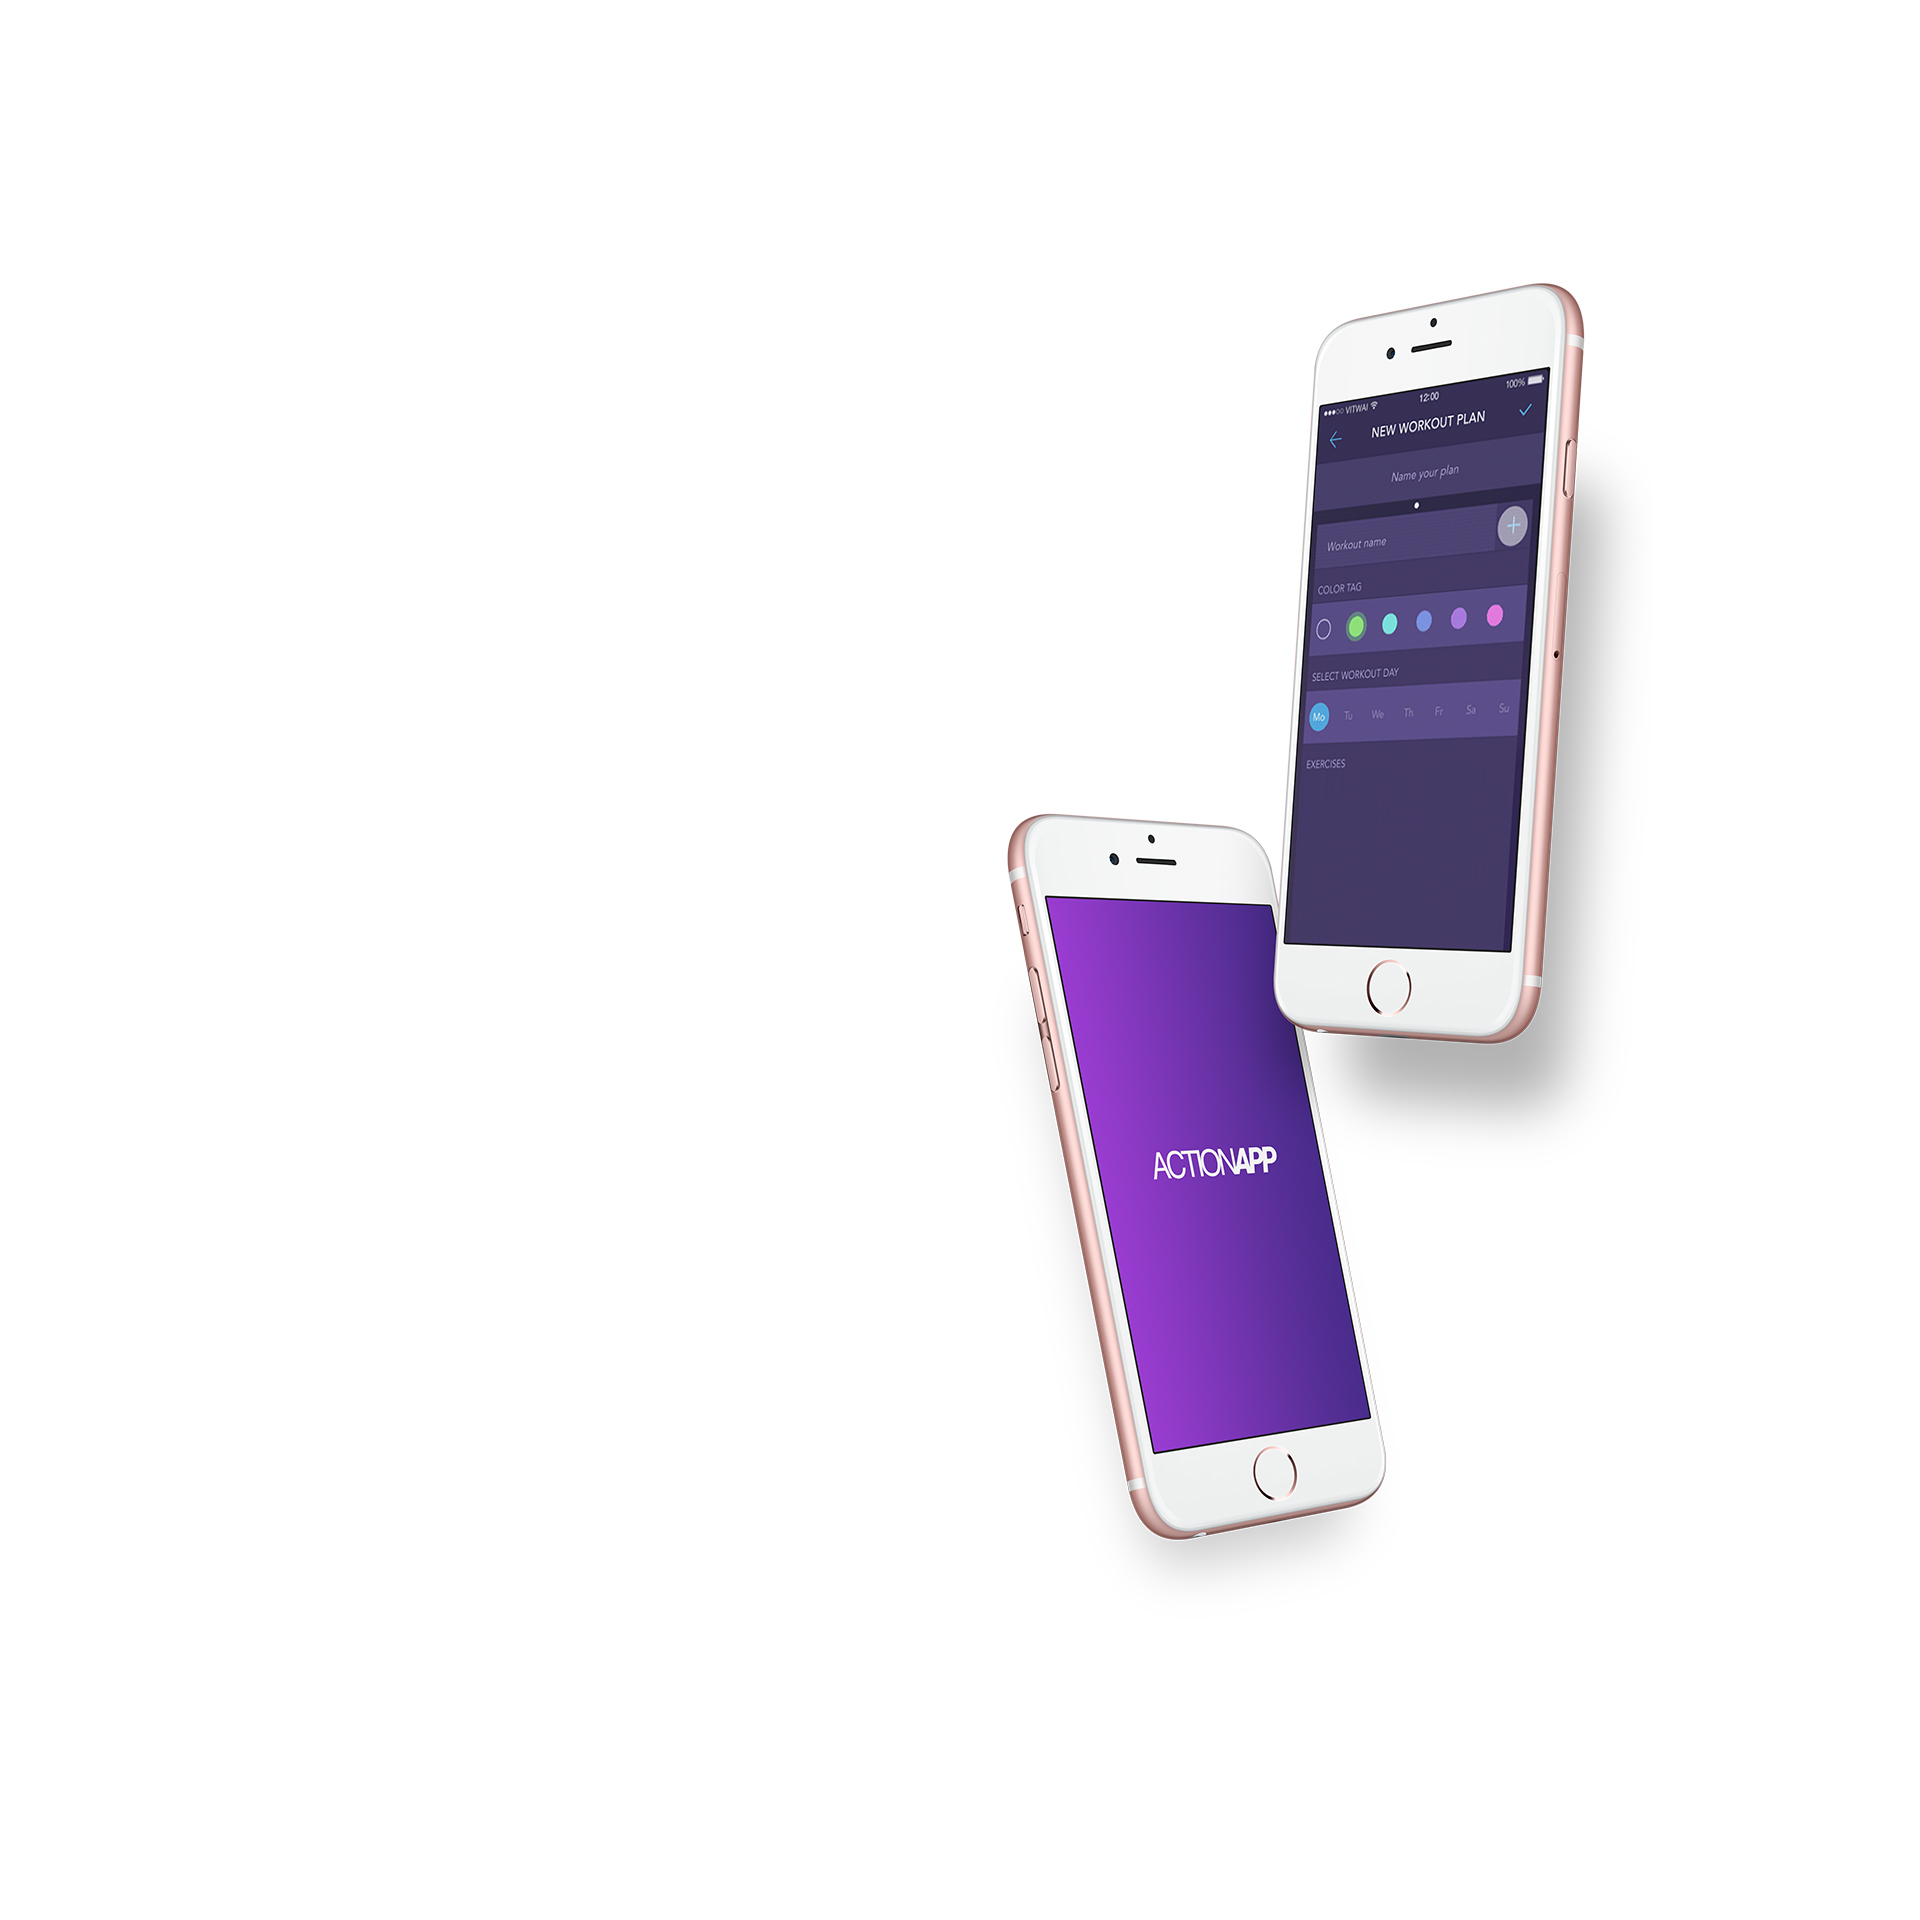 VITWAI
12:00
100%
NEW WORKOUT PLAN
Name your plan
Workout name
COLOR TAG
SELECT WORKOUT DAY
Mo Tu We Th Fr Sa Su
EXERCISES
ACTIONAPP